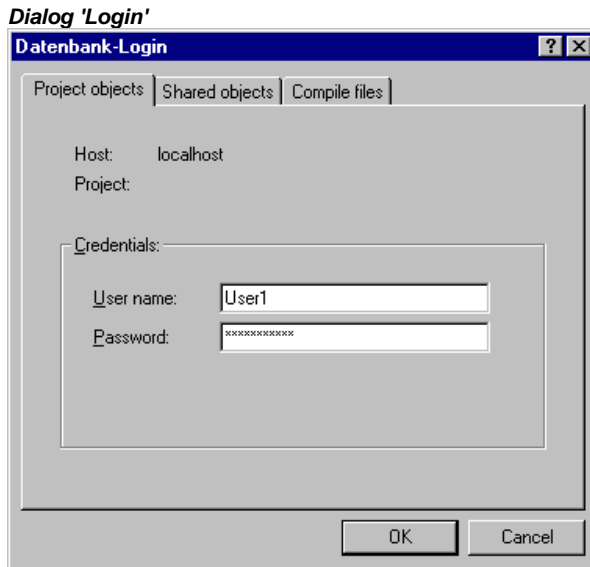 Dialog 'Login'
Datenbank-Login
Project objects Shared objects Compile files
Host: localhost
Project:
Credentials:
User name: User1
Password: ***********
OK Cancel